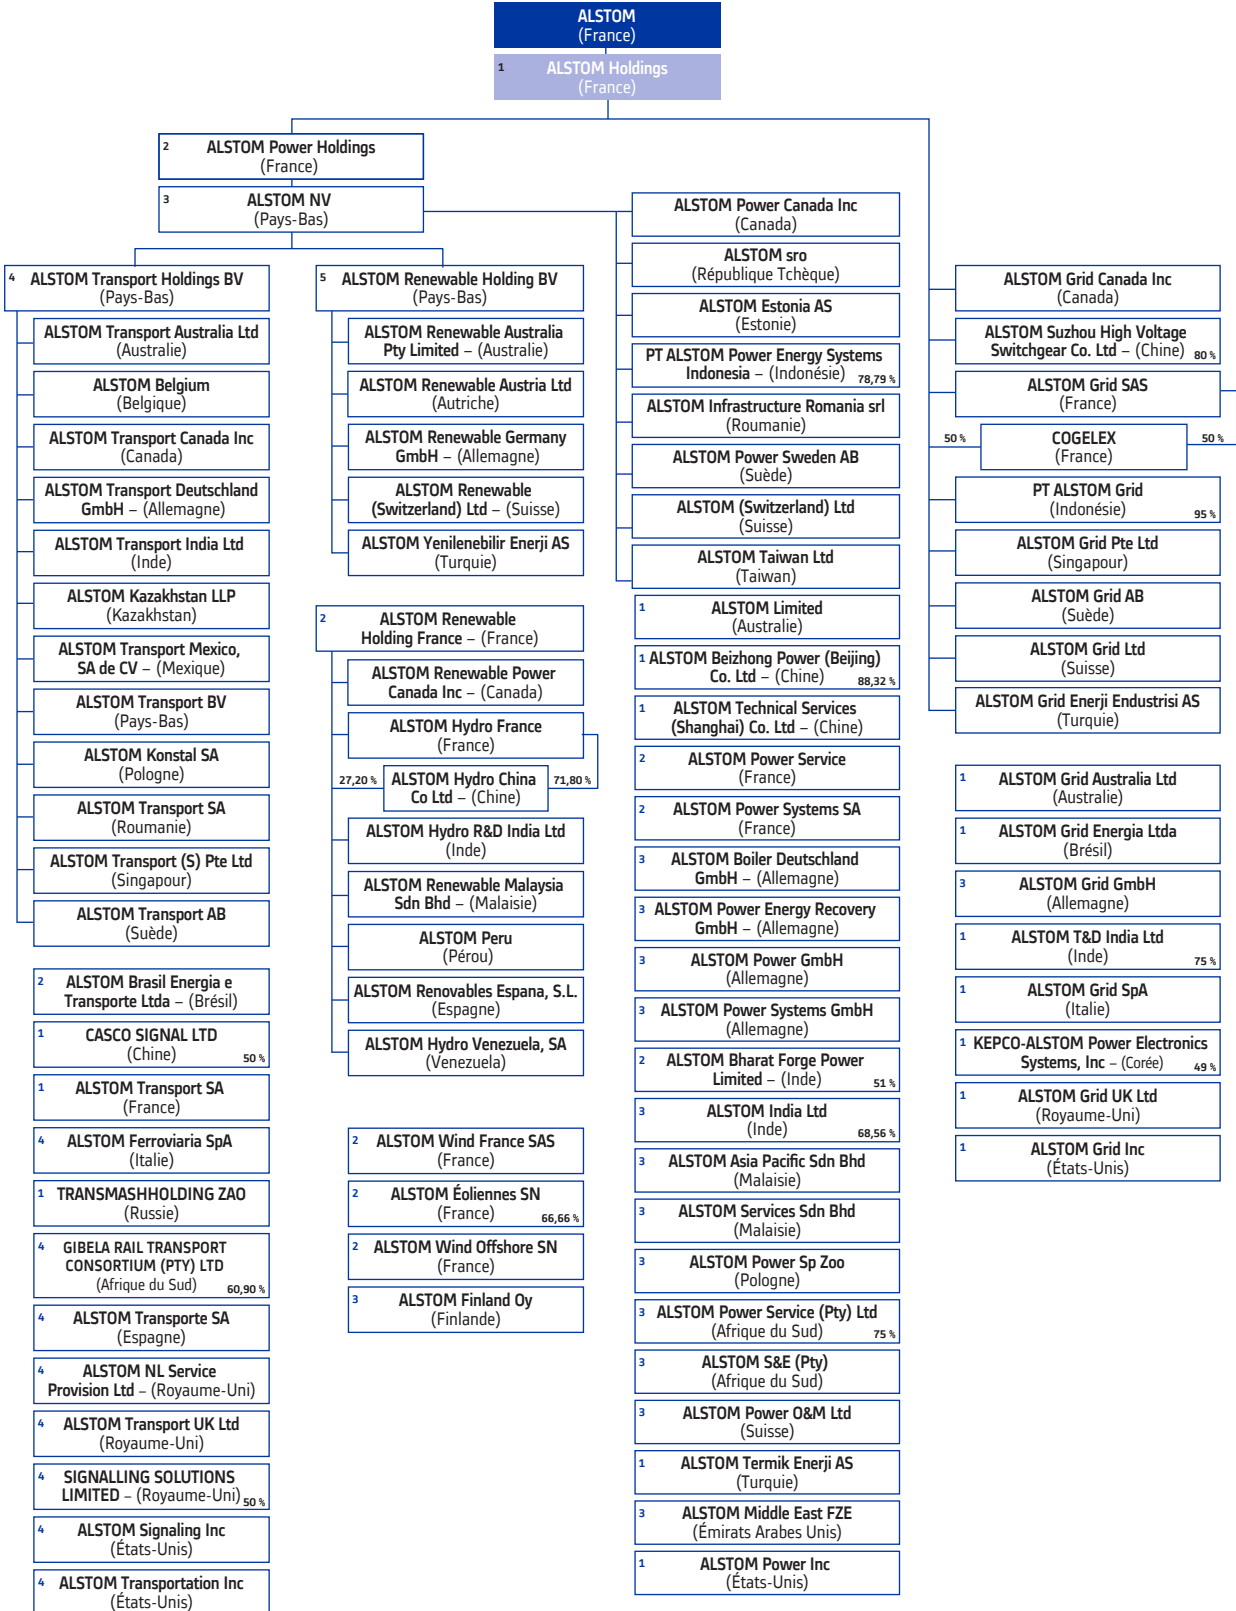 ALSTOM
(France)
1 ALSTOM Holdings
(France)
2 ALSTOM Power Holdings
(France)
3 ALSTOM NV
(Pays-Bas)
4 ALSTOM Transport Holdings BV
(Pays-Bas)
ALSTOM Transport Australia Ltd
(Australie)
ALSTOM Belgium
(Belgique)
ALSTOM Transport Canada Inc
(Canada)
ALSTOM Transport Deutschland
GmbH – (Allemagne)
ALSTOM Transport India Ltd
(Inde)
ALSTOM Kazakhstan LLP
(Kazakhstan)
ALSTOM Transport Mexico,
SA de CV – (Mexique)
ALSTOM Transport BV
(Pays-Bas)
ALSTOM Konstal SA
(Pologne)
ALSTOM Transport SA
(Roumanie)
ALSTOM Transport (S) Pte Ltd
(Singapour)
ALSTOM Transport AB
(Suède)
2 ALSTOM Brasil Energia e
Transporte Ltda – (Brésil)
1 CASCO SIGNAL LTD
(Chine) 50 %
1 ALSTOM Transport SA
(France)
4 ALSTOM Ferroviaria SpA
(Italie)
1 TRANSMASHHOLDING ZAO
(Russie)
4 GIBELA RAIL TRANSPORT
CONSORTIUM (PTY) LTD
(Afrique du Sud) 60,90 %
4 ALSTOM Transporte SA
(Espagne)
4 ALSTOM NL Service
Provision Ltd – (Royaume-Uni)
4 ALSTOM Transport UK Ltd
(Royaume-Uni)
4 SIGNALLING SOLUTIONS
LIMITED – (Royaume-Uni) 50 %
4 ALSTOM Signaling Inc
(États-Unis)
4 ALSTOM Transportation Inc
(États-Unis)
5 ALSTOM Renewable Holding BV
(Pays-Bas)
ALSTOM Renewable Australia
Pty Limited – (Australie)
ALSTOM Renewable Austria Ltd
(Autriche)
ALSTOM Renewable Germany
GmbH – (Allemagne)
ALSTOM Renewable
(Switzerland) Ltd – (Suisse)
ALSTOM Yenilenebilir Enerji AS
(Turquie)
2 ALSTOM Renewable
Holding France – (France)
ALSTOM Renewable Power
Canada Inc – (Canada)
ALSTOM Hydro France
(France)
27,20 % ALSTOM Hydro China 71,80 %
Co Ltd – (Chine)
ALSTOM Hydro R&D India Ltd
(Inde)
ALSTOM Renewable Malaysia
Sdn Bhd – (Malaisie)
ALSTOM Peru
(Pérou)
ALSTOM Renovables Espana, S.L.
(Espagne)
ALSTOM Hydro Venezuela, SA
(Venezuela)
2 ALSTOM Wind France SAS
(France)
2 ALSTOM Éoliennes SN
(France) 66,66 %
2 ALSTOM Wind Offshore SN
(France)
3 ALSTOM Finland Oy
(Finlande)
ALSTOM Power Canada Inc
(Canada)
ALSTOM sro
(République Tchèque)
ALSTOM Estonia AS
(Estonie)
PT ALSTOM Power Energy Systems
Indonesia – (Indonésie) 78,79 %
ALSTOM Infrastructure Romania srl
(Roumanie)
ALSTOM Power Sweden AB
(Suède)
ALSTOM (Switzerland) Ltd
(Suisse)
ALSTOM Taiwan Ltd
(Taiwan)
1 ALSTOM Limited
(Australie)
1 ALSTOM Beizhong Power (Beijing)
Co. Ltd – (Chine) 88,32 %
1 ALSTOM Technical Services
(Shanghai) Co. Ltd – (Chine)
2 ALSTOM Power Service
(France)
2 ALSTOM Power Systems SA
(France)
3 ALSTOM Boiler Deutschland
GmbH – (Allemagne)
3 ALSTOM Power Energy Recovery
GmbH – (Allemagne)
3 ALSTOM Power GmbH
(Allemagne)
3 ALSTOM Power Systems GmbH
(Allemagne)
2 ALSTOM Bharat Forge Power
Limited – (Inde) 51 %
3 ALSTOM India Ltd
(Inde) 68,56 %
3 ALSTOM Asia Pacific Sdn Bhd
(Malaisie)
3 ALSTOM Services Sdn Bhd
(Malaisie)
3 ALSTOM Power Sp Zoo
(Pologne)
3 ALSTOM Power Service (Pty) Ltd
(Afrique du Sud) 75 %
3 ALSTOM S&E (Pty)
(Afrique du Sud)
3 ALSTOM Power O&M Ltd
(Suisse)
1 ALSTOM Termik Enerji AS
(Turquie)
3 ALSTOM Middle East FZE
(Émirats Arabes Unis)
1 ALSTOM Power Inc
(États-Unis)
ALSTOM Grid Canada Inc
(Canada)
ALSTOM Suzhou High Voltage
Switchgear Co. Ltd – (Chine) 80 %
ALSTOM Grid SAS
(France)
50 % COGELEX 50 %
(France)
PT ALSTOM Grid
(Indonésie) 95 %
ALSTOM Grid Pte Ltd
(Singapour)
ALSTOM Grid AB
(Suède)
ALSTOM Grid Ltd
(Suisse)
ALSTOM Grid Enerji Endustrisi AS
(Turquie)
1 ALSTOM Grid Australia Ltd
(Australie)
1 ALSTOM Grid Energia Ltda
(Brésil)
3 ALSTOM Grid GmbH
(Allemagne)
1 ALSTOM T&D India Ltd
(Inde) 75 %
1 ALSTOM Grid SpA
(Italie)
1 KEPCO-ALSTOM Power Electronics
Systems, Inc – (Corée) 49 %
1 ALSTOM Grid UK Ltd
(Royaume-Uni)
1 ALSTOM Grid Inc
(États-Unis)